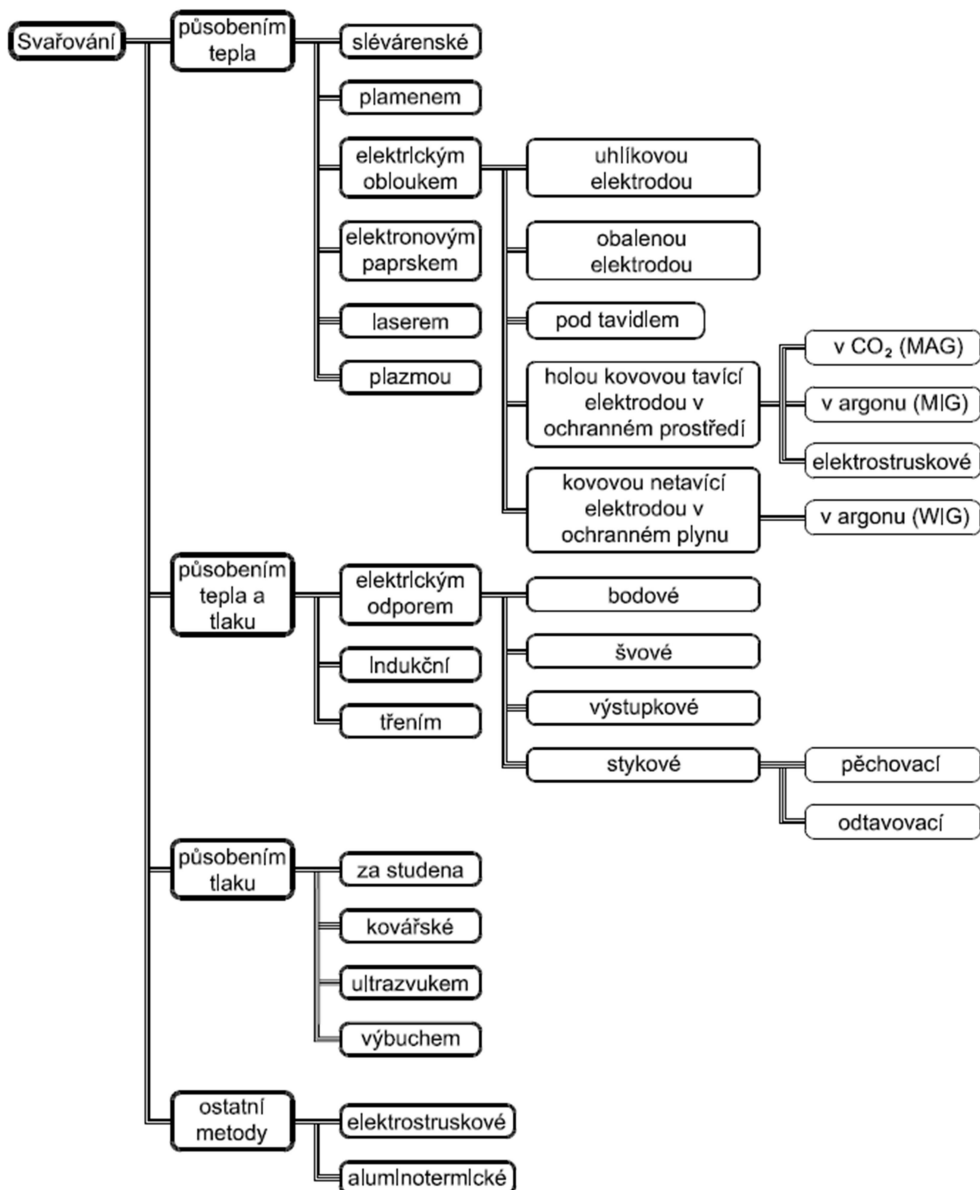 Svařování
působením
tepla
slévárenské
plamenem
elektrickým
obloukem
uhlíkovou
elektrodou
obalenou
elektrodou
pod tavidlem
holou kovovou tavící
elektrodou v
ochranném prostředí
v CO₂ (MAG)
v argonu (MIG)
elektrostruskové
kovovou netavící
elektrodou v
ochranném plynu
v argonu (WIG)
elektronovým
paprskem
laserem
plazmou
působením
tepla a
tlaku
elektrickým
odporem
bodové
švové
výstupkové
stykové
pěchovací
odtavovací
Indukční
třením
působením
tlaku
za studena
kovářské
ultrazvukem
výbuchem
ostatní
metody
elektrostruskové
aluminotermické